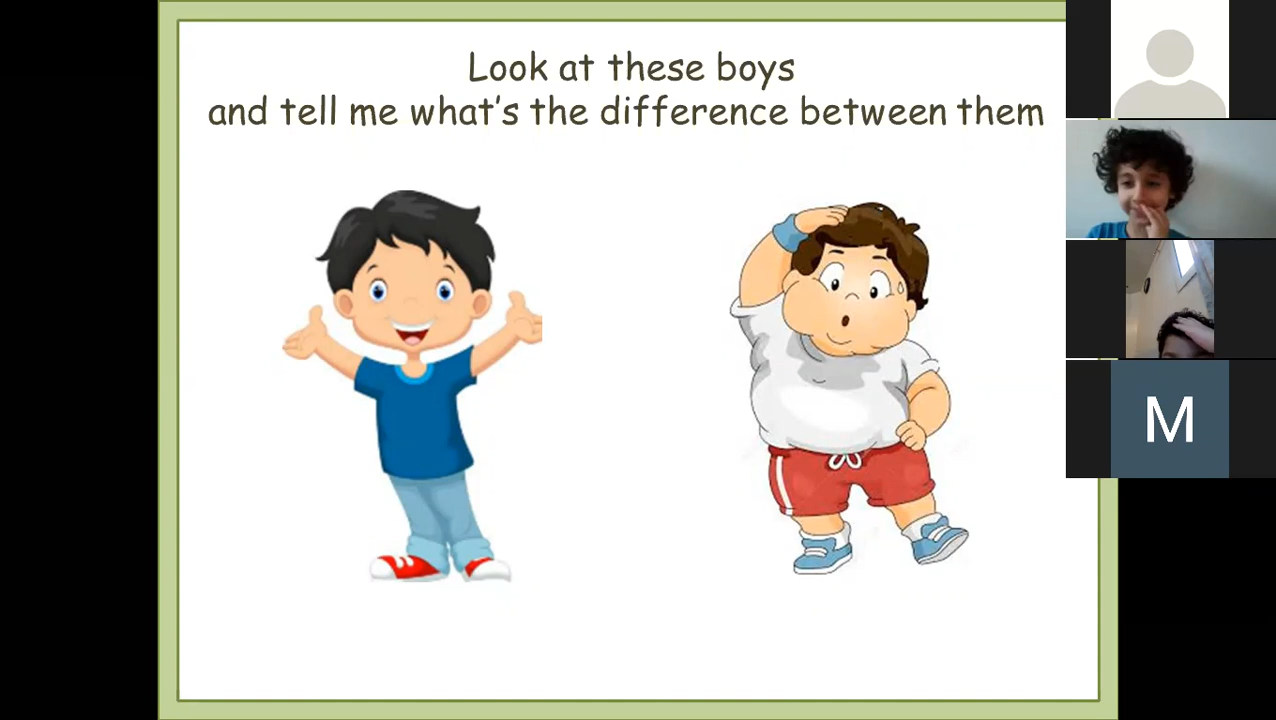 Look at these boys
and tell me what's the difference between them
M